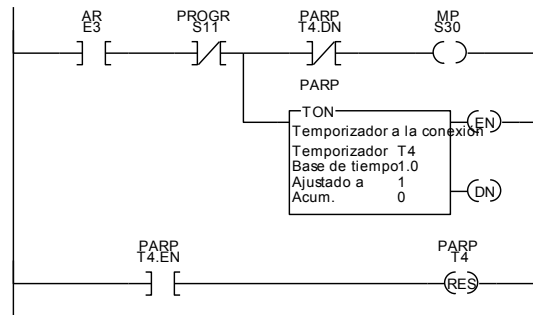 AR PROGR PARP MP
E3 S11 T4.DN S30
PARP
TON
Temporizador a la conexión EN
Temporizador T4
Base de tiempo1.0
Ajustado a 1 DN
Acum. 0
PARP PARP
T4.EN T4
RES